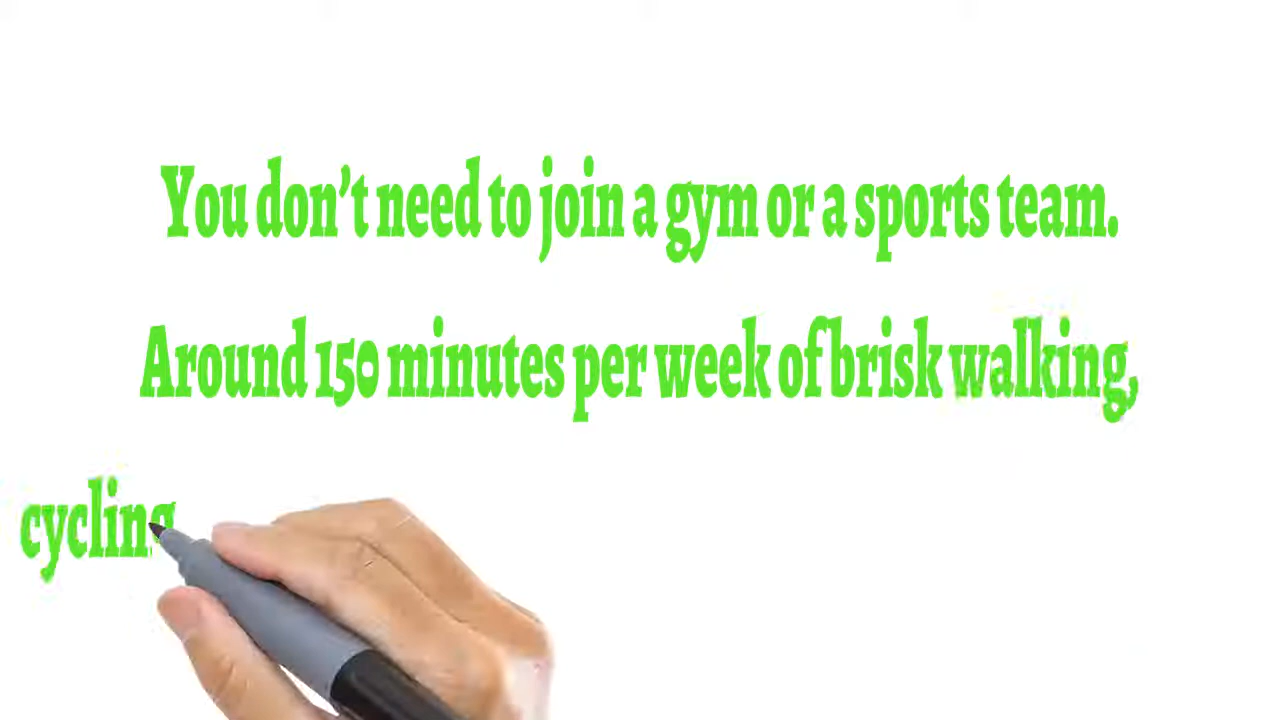 You don't need to join a gym or a sports team.
Around 150 minutes per week of brisk walking,
cycling